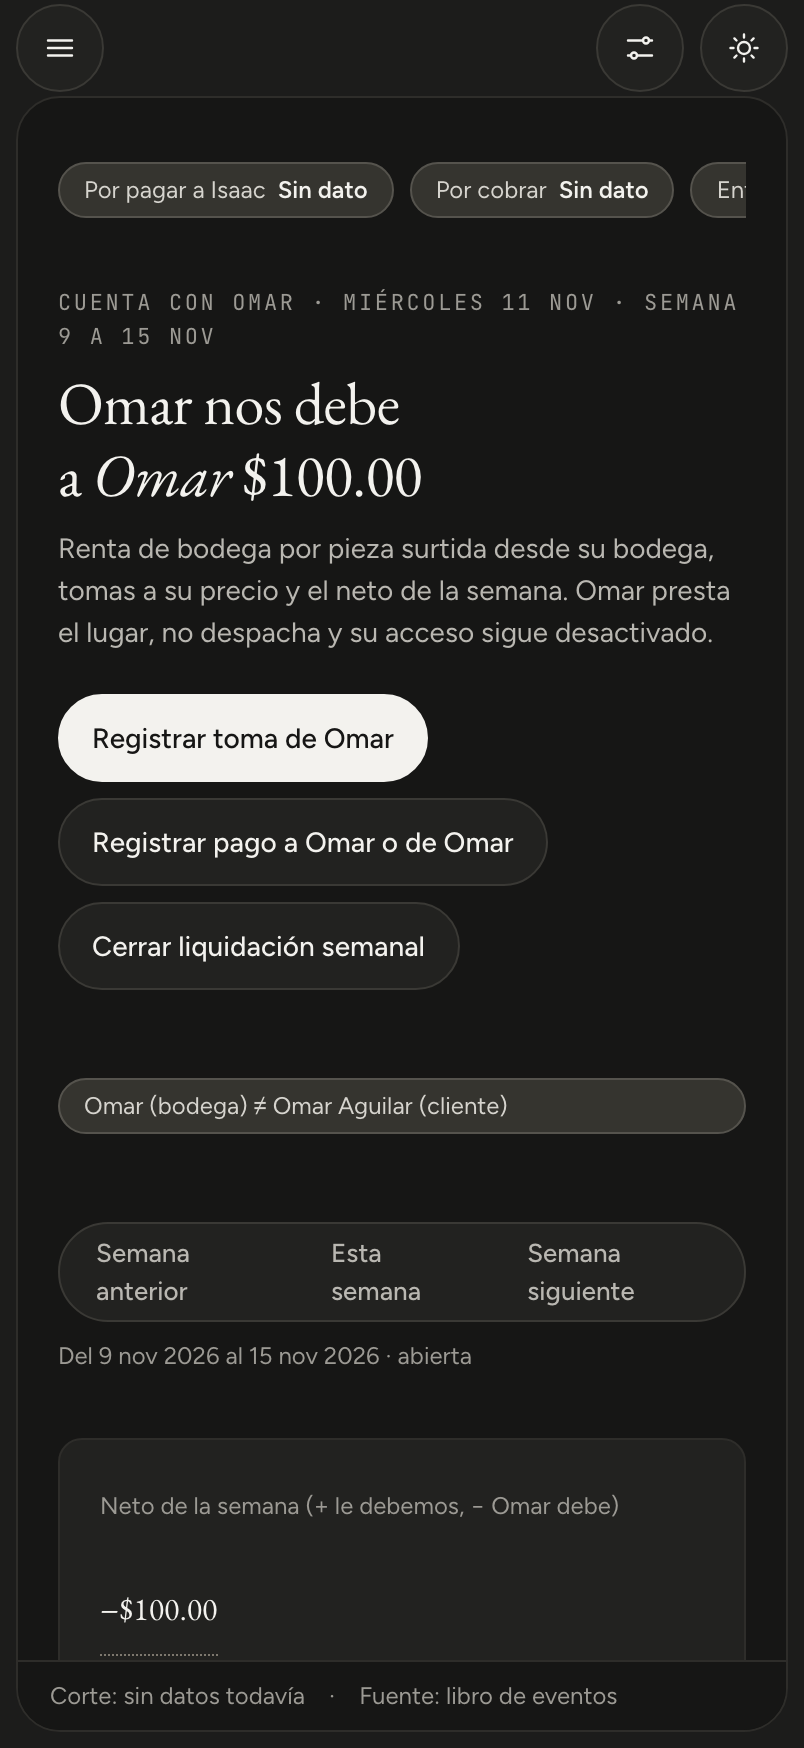 Por pagar a Isaac Sin dato
Por cobrar Sin dato
CUENTA CON OMAR · MIÉRCOLES 11 NOV · SEMANA
9 A 15 NOV
Omar nos debe
a Omar $100.00
Renta de bodega por pieza surtida desde su bodega,
tomas a su precio y el neto de la semana. Omar presta
el lugar, no despacha y su acceso sigue desactivado.
Registrar toma de Omar
Registrar pago a Omar o de Omar
Cerrar liquidación semanal
Omar (bodega) ≠ Omar Aguilar (cliente)
Semana anterior
Esta semana
Semana siguiente
Del 9 nov 2026 al 15 nov 2026 · abierta
Neto de la semana (+ le debemos, − Omar debe)
−$100.00
Corte: sin datos todavía · Fuente: libro de eventos